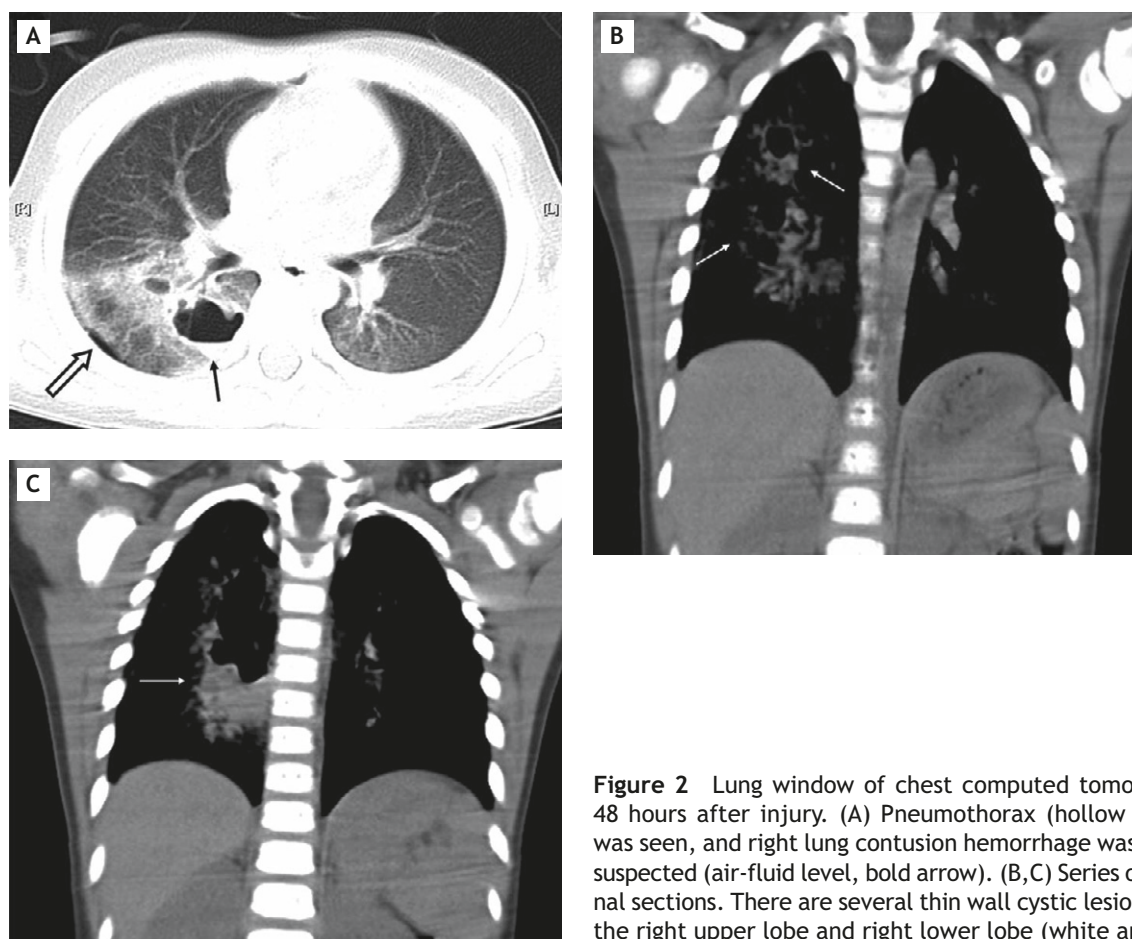 A
[R]
[L]
B
C
Figure 2 Lung window of chest computed tomo
48 hours after injury. (A) Pneumothorax (hollow
was seen, and right lung contusion hemorrhage was
suspected (air-fluid level, bold arrow). (B,C) Series o
nal sections. There are several thin wall cystic lesio
the right upper lobe and right lower lobe (white ar